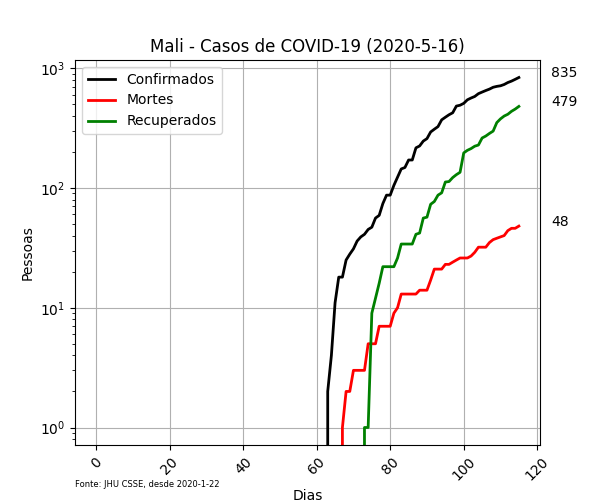 Mali - Casos de COVID-19 (2020-5-16)
10³
Confirmados
Mortes
Recuperados
835
479
10²
48
Pessoas
10¹
10⁰
0
20
40
60
80
100
120
Fonte: JHU CSSE, desde 2020-1-22
Dias